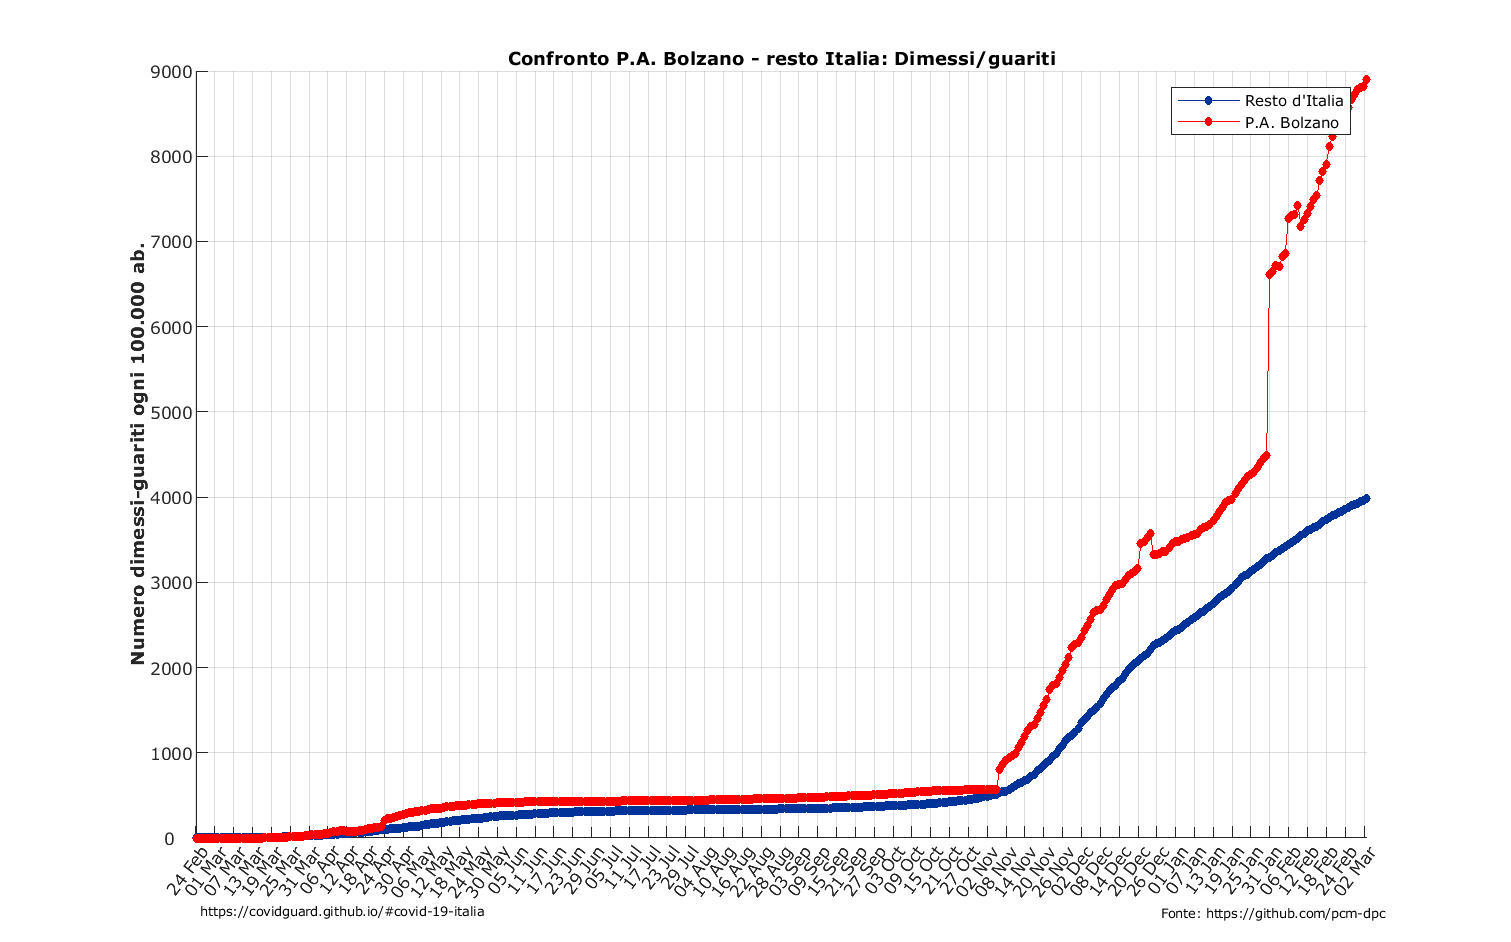 Confronto P.A. Bolzano - resto Italia: Dimessi/guariti
Resto d'Italia
P.A. Bolzano
Numero dimessi-guariti ogni 100.000 ab.
9000
8000
7000
6000
5000
4000
3000
2000
1000
0
24 Feb
01 Mar
07 Mar
13 Mar
19 Mar
25 Mar
31 Mar
06 Apr
12 Apr
18 Apr
24 Apr
30 Apr
06 May
12 May
18 May
24 May
30 May
05 Jun
11 Jun
17 Jun
23 Jun
29 Jun
05 Jul
11 Jul
17 Jul
23 Jul
29 Jul
04 Aug
10 Aug
16 Aug
22 Aug
28 Aug
03 Sep
09 Sep
15 Sep
21 Sep
27 Sep
03 Oct
09 Oct
15 Oct
21 Oct
27 Oct
02 Nov
08 Nov
14 Nov
20 Nov
26 Nov
02 Dec
08 Dec
14 Dec
20 Dec
26 Dec
01 Jan
07 Jan
13 Jan
19 Jan
25 Jan
31 Jan
06 Feb
12 Feb
18 Feb
24 Feb
02 Mar
https://covidguard.github.io/#covid-19-italia
Fonte: https://github.com/pcm-dpc